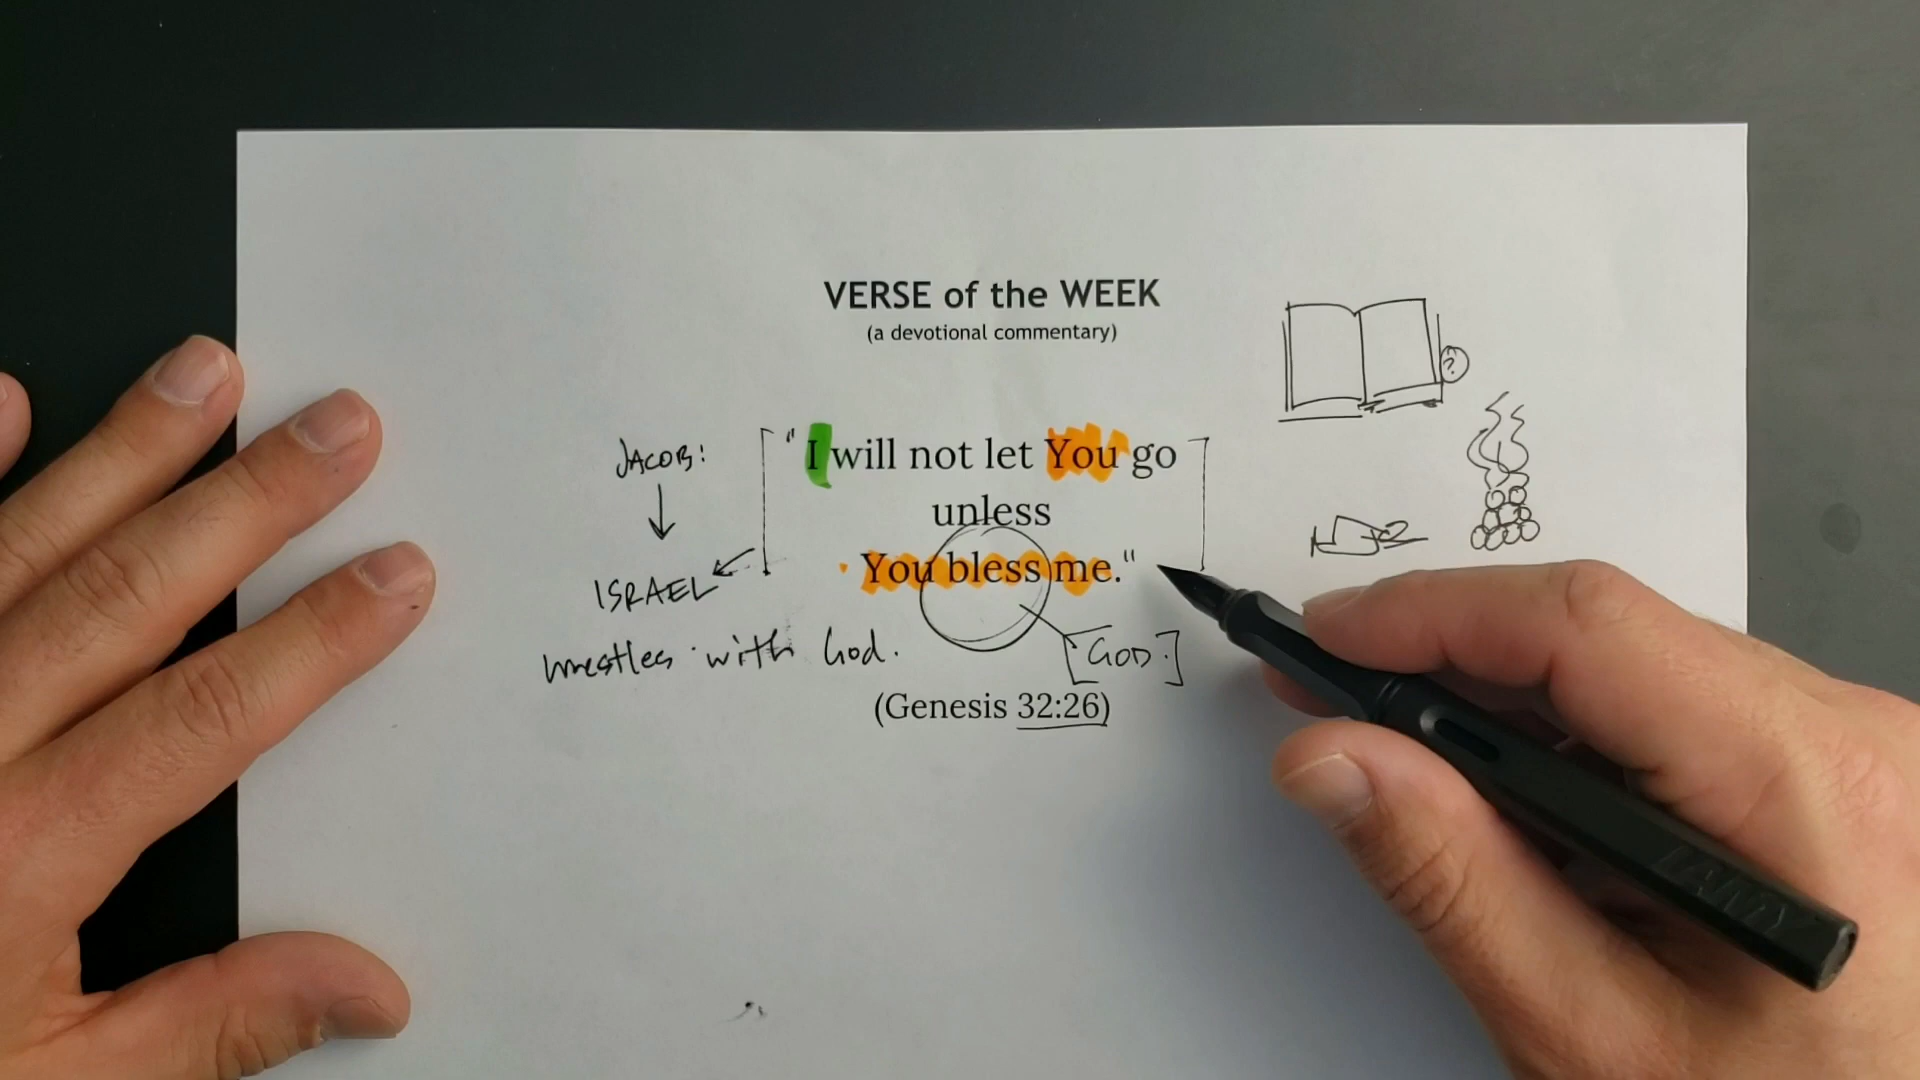 VERSE of the WEEK
(a devotional commentary)
?
JACOB:
"I will not let You go
unless
You bless me."
ISRAEL
wrestles with God.
[GOD.]
(Genesis 32:26)
LAMY